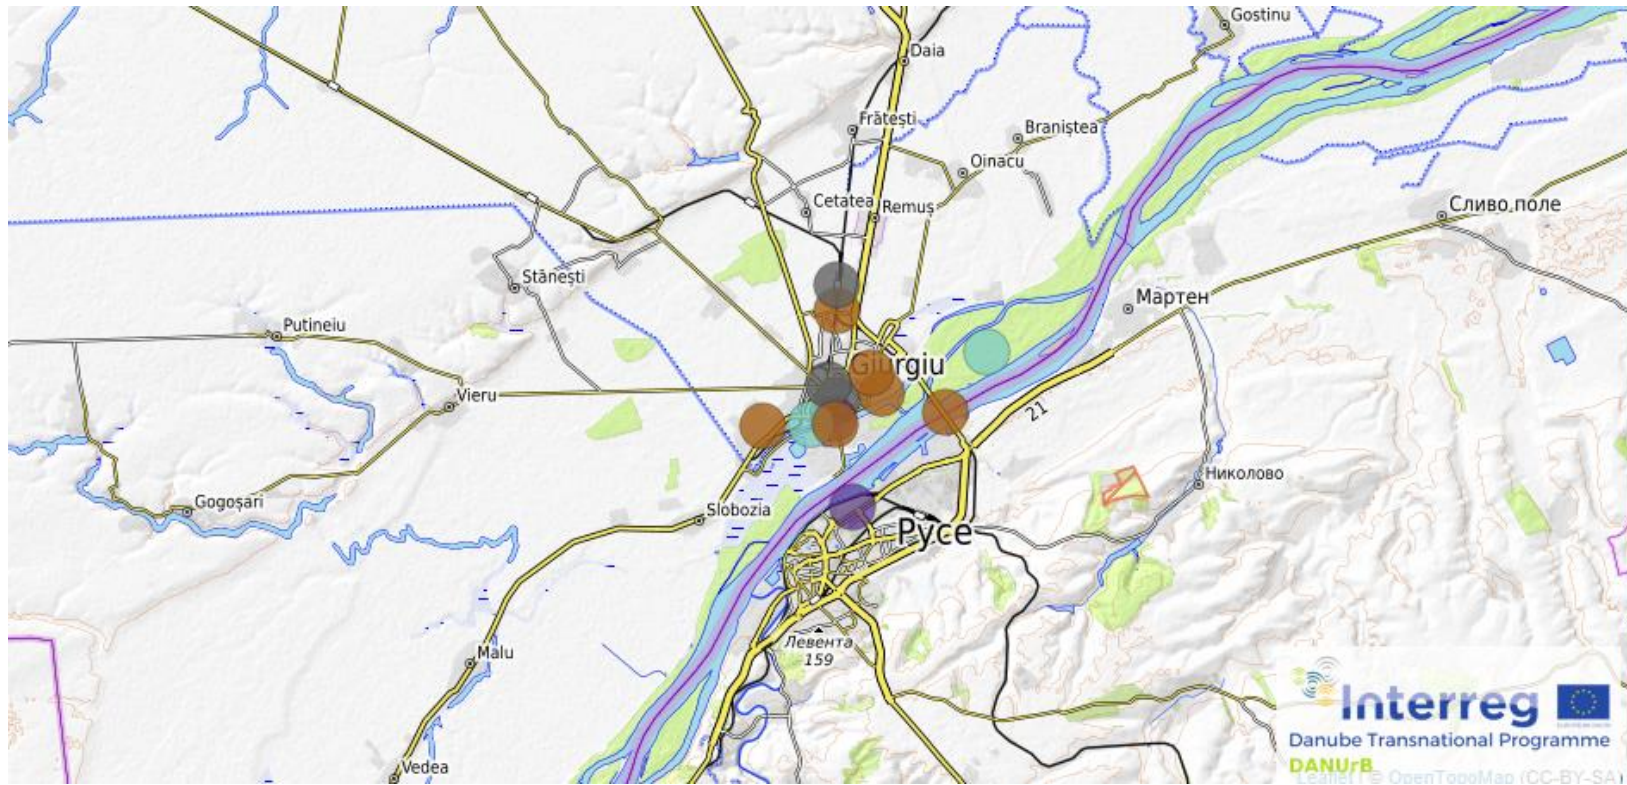 Gostinu
Daia
Frătești
Braniștea
Oinacu
Cetatea
Remuș
Сливо поле
Stănești
Мартен
Putineiu
Giurgiu
Vieru
21
Николово
Gogoșari
Slobozia
Русе
Левента
159
Malu
Vedea
Interreg
Danube Transnational Programme
DANUrB
Leaflet | © OpenTopoMap (CC-BY-SA)